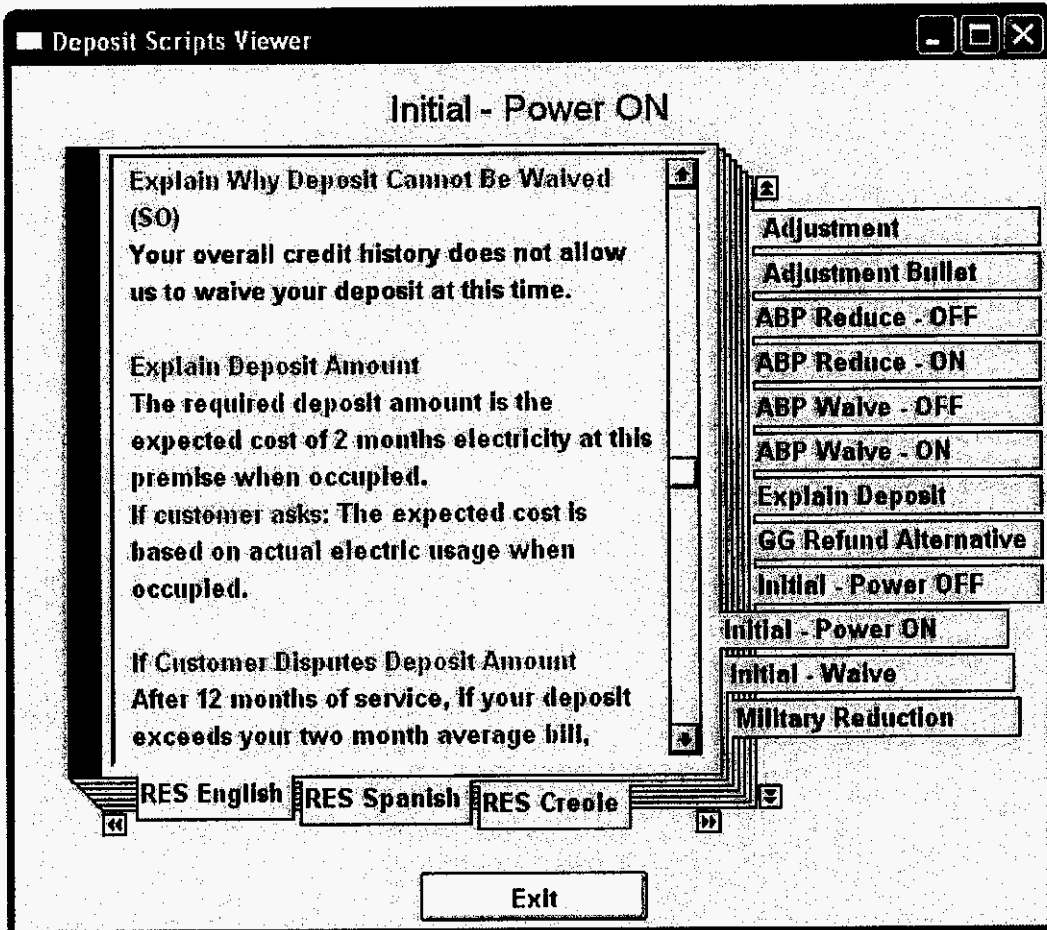 Deposit Scripts Viewer
Initial - Power ON
Explain Why Deposit Cannot Be Waived
(SO)
Your overall credit history does not allow
us to waive your deposit at this time.
Explain Deposit Amount
The required deposit amount is the
expected cost of 2 months electricity at this
premise when occupied.
If customer asks: The expected cost is
based on actual electric usage when
occupied.
If Customer Disputes Deposit Amount
After 12 months of service, if your deposit
exceeds your two month average bill,
Adjustment
Adjustment Bullet
ABP Reduce - OFF
ABP Reduce - ON
ABP Waive - OFF
ABP Waive - ON
Explain Deposit
GG Refund Alternative
Initial - Power OFF
Initial - Power ON
Initial - Waive
Military Reduction
RES English
RES Spanish
RES Creole
Exit